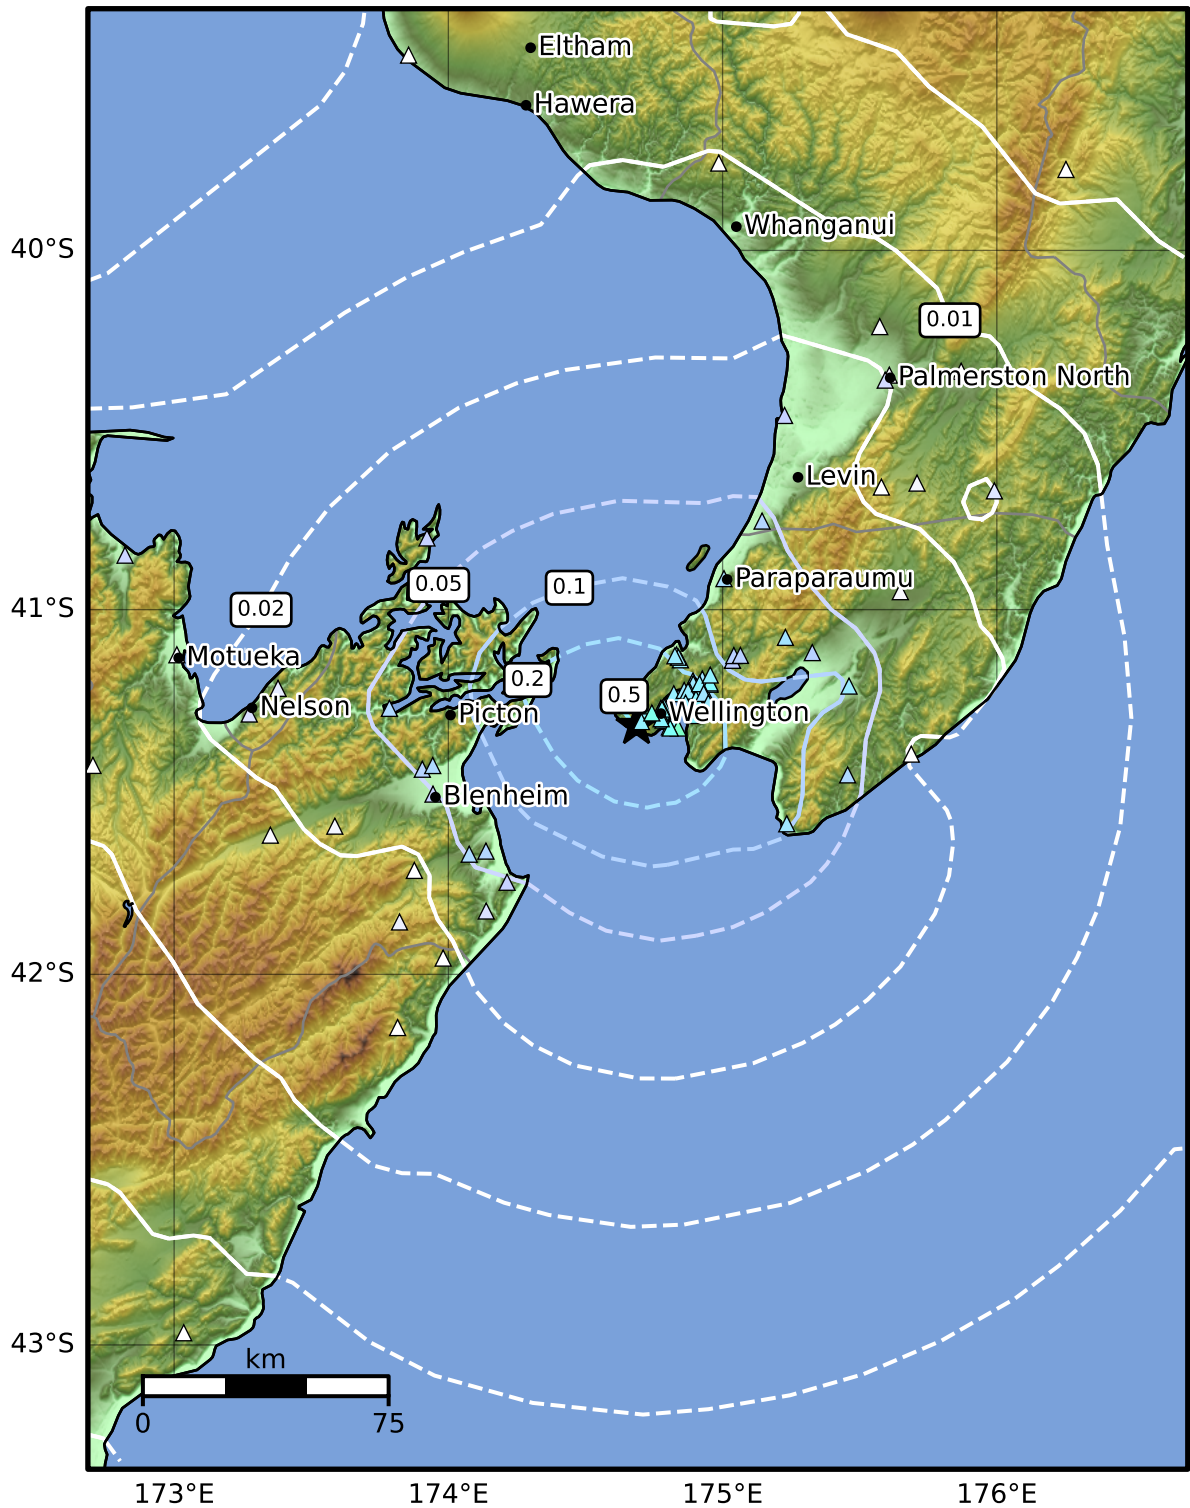 Eltham
Hawera
Whanganui
40°S
0.01
Palmerston North
Levin
Paraparaumu
0.05
0.1
0.02
41°S
Motueka
0.2
0.5
Nelson
Picton
Wellington
Blenheim
42°S
43°S
km
0 75
173°E 174°E 175°E 176°E